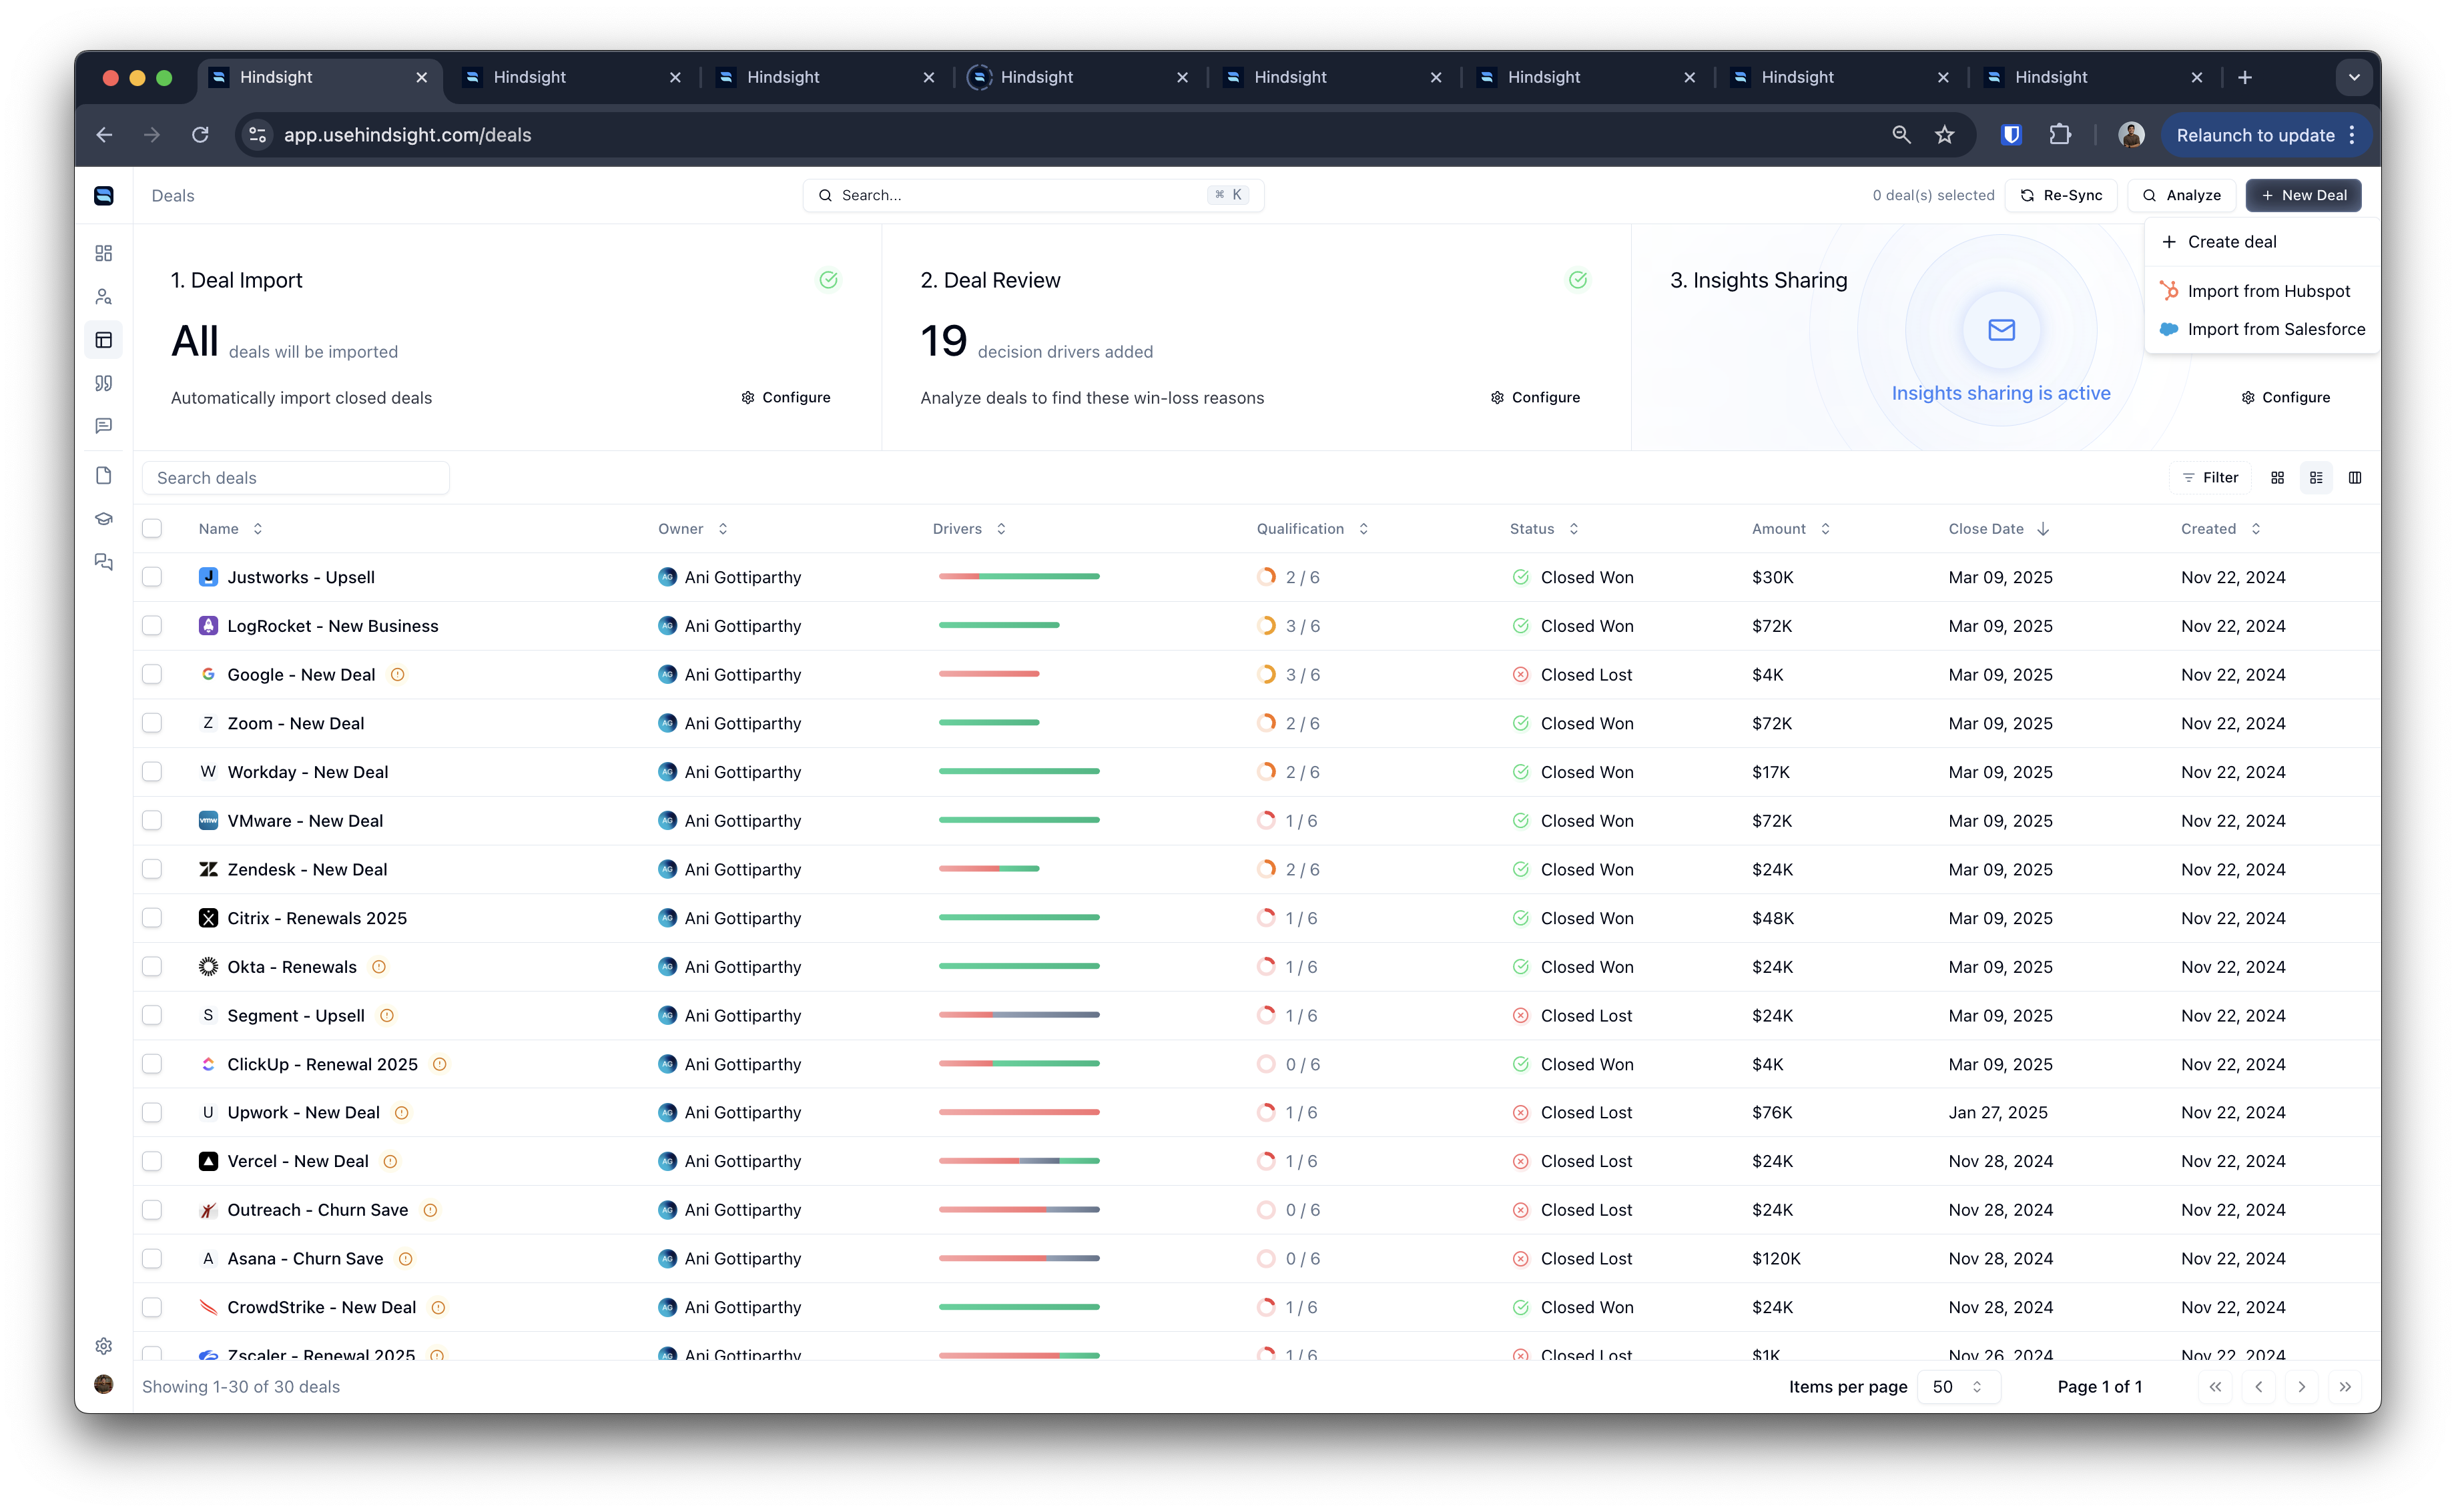 Hindsight
Hindsight
Hindsight
Hindsight
Hindsight
Hindsight
Hindsight
Hindsight
app.usehindsight.com/deals
Relaunch to update
Deals
Search...
⌘ K
0 deal(s) selected
Re-Sync
Analyze
New Deal
Create deal
Import from Hubspot
Import from Salesforce
1. Deal Import
All deals will be imported
Automatically import closed deals
Configure
2. Deal Review
19 decision drivers added
Analyze deals to find these win-loss reasons
Configure
3. Insights Sharing
Insights sharing is active
Configure
Search deals
Filter
Name Owner Drivers Qualification Status Amount Close Date Created
J Justworks - Upsell AG Ani Gottiparthy 2 / 6 Closed Won $30K Mar 09, 2025 Nov 22, 2024
LogRocket - New Business AG Ani Gottiparthy 3 / 6 Closed Won $72K Mar 09, 2025 Nov 22, 2024
G Google - New Deal AG Ani Gottiparthy 3 / 6 Closed Lost $4K Mar 09, 2025 Nov 22, 2024
Z Zoom - New Deal AG Ani Gottiparthy 2 / 6 Closed Won $72K Mar 09, 2025 Nov 22, 2024
W Workday - New Deal AG Ani Gottiparthy 2 / 6 Closed Won $17K Mar 09, 2025 Nov 22, 2024
vmw VMware - New Deal AG Ani Gottiparthy 1 / 6 Closed Won $72K Mar 09, 2025 Nov 22, 2024
Zendesk - New Deal AG Ani Gottiparthy 2 / 6 Closed Won $24K Mar 09, 2025 Nov 22, 2024
Citrix - Renewals 2025 AG Ani Gottiparthy 1 / 6 Closed Won $48K Mar 09, 2025 Nov 22, 2024
Okta - Renewals AG Ani Gottiparthy 1 / 6 Closed Won $24K Mar 09, 2025 Nov 22, 2024
S Segment - Upsell AG Ani Gottiparthy 1 / 6 Closed Lost $24K Mar 09, 2025 Nov 22, 2024
ClickUp - Renewal 2025 AG Ani Gottiparthy 0 / 6 Closed Won $4K Mar 09, 2025 Nov 22, 2024
U Upwork - New Deal AG Ani Gottiparthy 1 / 6 Closed Lost $76K Jan 27, 2025 Nov 22, 2024
Vercel - New Deal AG Ani Gottiparthy 1 / 6 Closed Lost $24K Nov 28, 2024 Nov 22, 2024
Outreach - Churn Save AG Ani Gottiparthy 0 / 6 Closed Lost $24K Nov 28, 2024 Nov 22, 2024
A Asana - Churn Save AG Ani Gottiparthy 0 / 6 Closed Lost $120K Nov 28, 2024 Nov 22, 2024
CrowdStrike - New Deal AG Ani Gottiparthy 1 / 6 Closed Won $24K Nov 28, 2024 Nov 22, 2024
Zscaler - Renewal 2025 AG Ani Gottiparthy 1 / 6 Closed Lost $1K Nov 26, 2024 Nov 22, 2024
Showing 1-30 of 30 deals
Items per page 50
Page 1 of 1